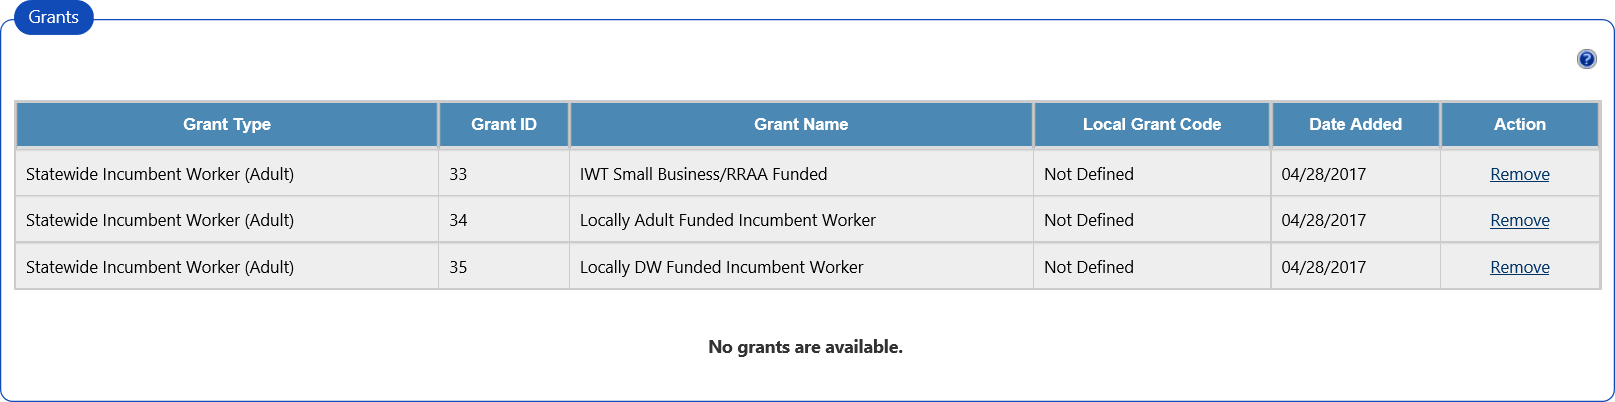 Grants
?
Grant Type Grant ID Grant Name Local Grant Code Date Added Action
Statewide Incumbent Worker (Adult) 33 IWT Small Business/RRAA Funded Not Defined 04/28/2017 Remove
Statewide Incumbent Worker (Adult) 34 Locally Adult Funded Incumbent Worker Not Defined 04/28/2017 Remove
Statewide Incumbent Worker (Adult) 35 Locally DW Funded Incumbent Worker Not Defined 04/28/2017 Remove
No grants are available.